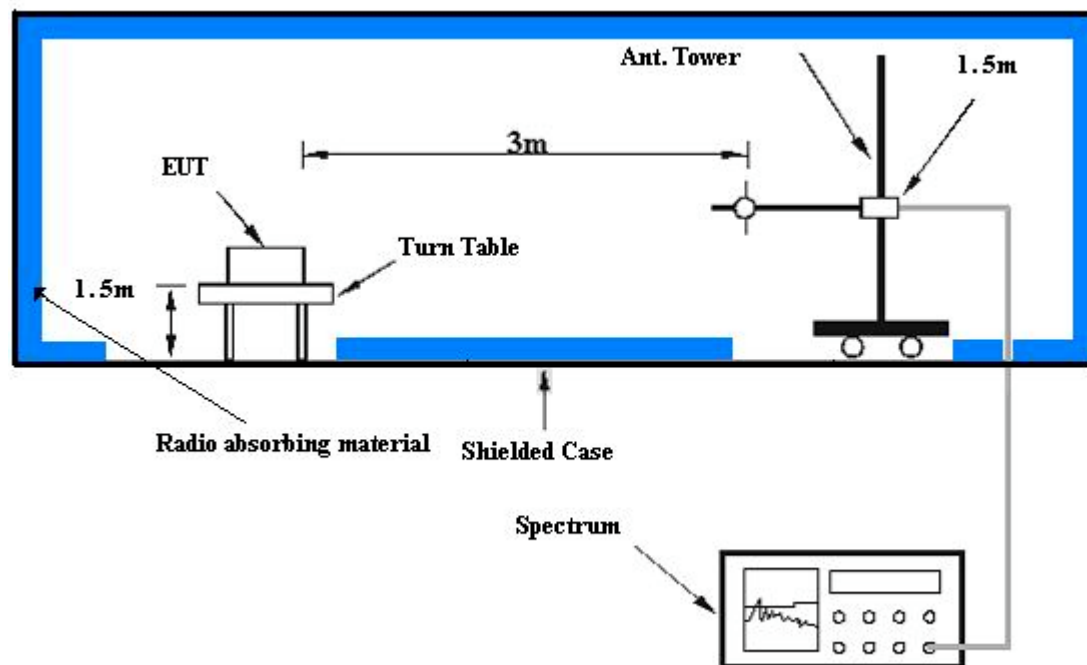 Ant. Tower
1.5m
3m
EUT
Turn Table
1.5m
Radio absorbing material
Shielded Case
Spectrum